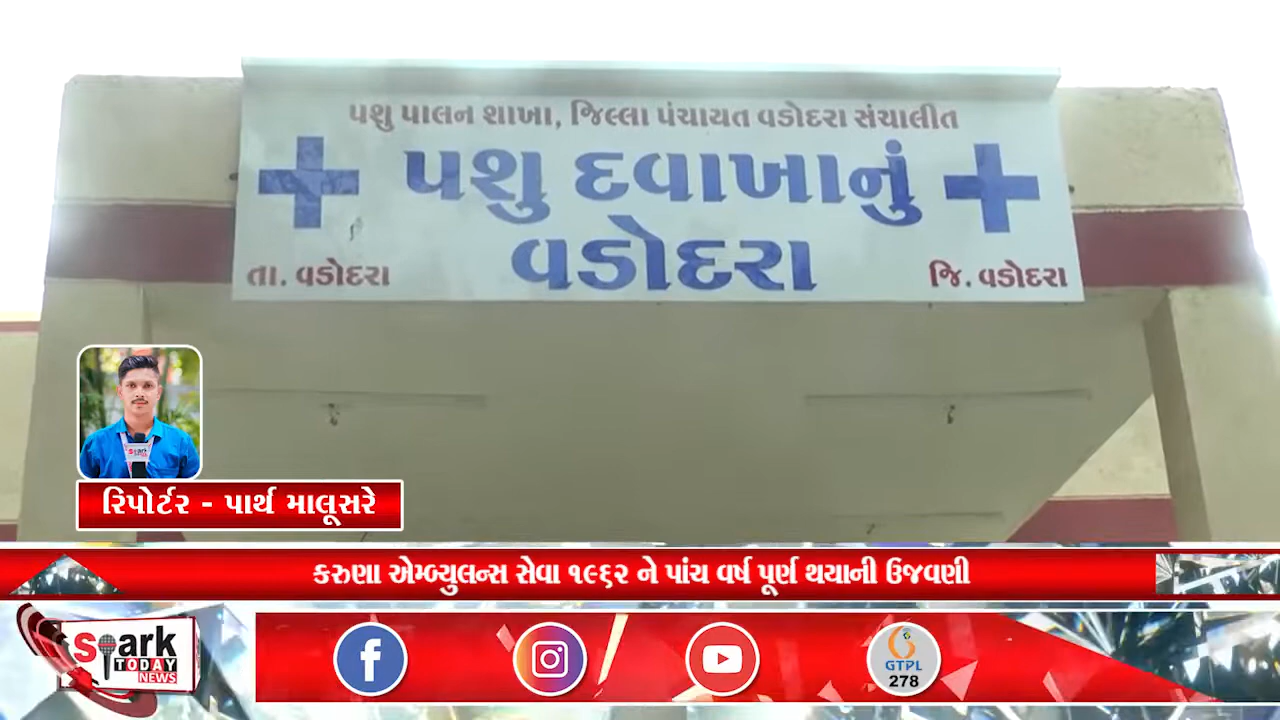 પશુ પાલન શાખા, જિલ્લા પંચાયત વડોદરા સંચાલીત
પશુ દવાખાનું
વડોદરા
તા. વડોદરા
જિ. વડોદરા
રિપોર્ટર - પાર્થ માલૂસરે
કરુણા એમ્બ્યુલન્સ સેવા ૧૯૬૨ ને પાંચ વર્ષ પૂર્ણ થયાની ઉજવણી
Spark
TODAY
NEWS
GTPL
278